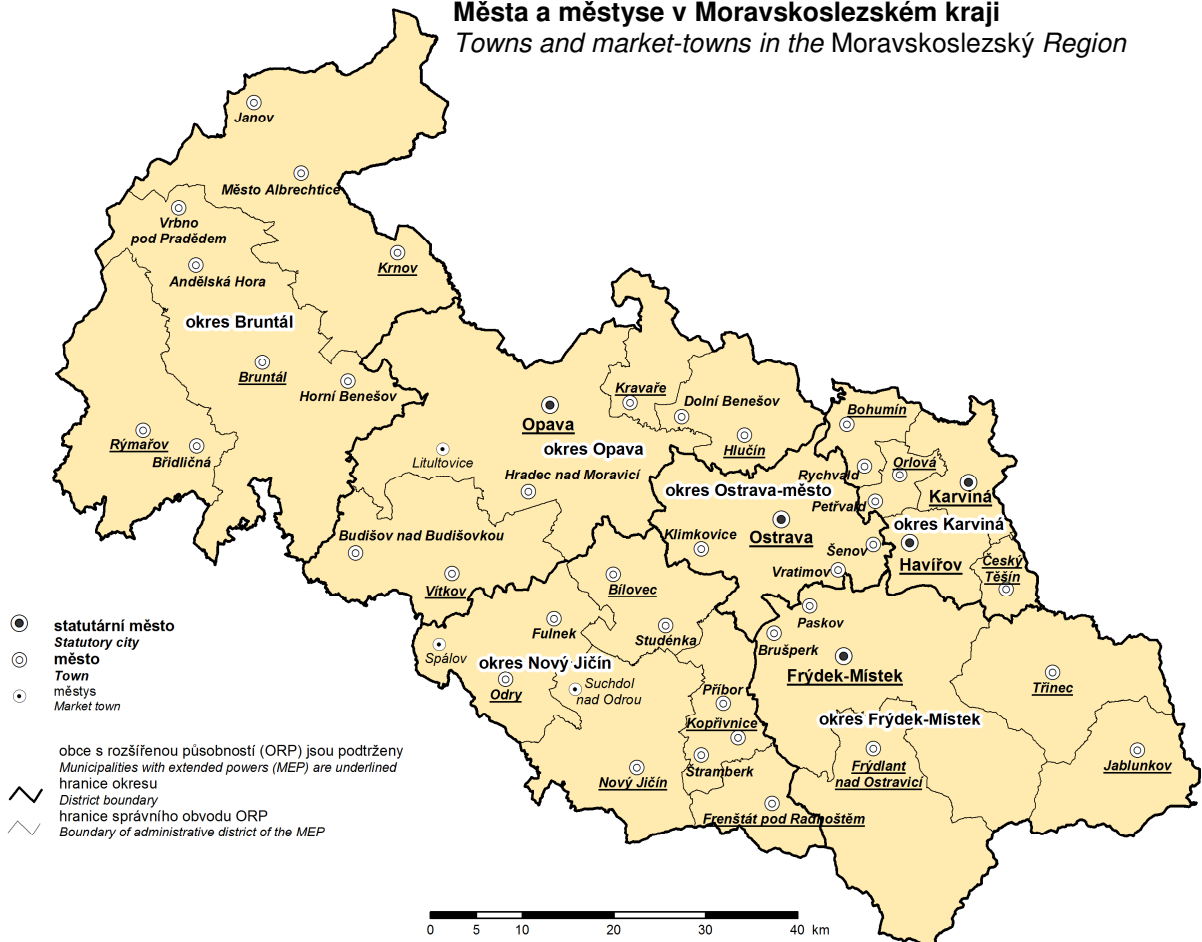 Města a městyse v Moravskoslezském kraji
Towns and market-towns in the Moravskoslezský Region
Janov
Město Albrechtice
Vrbno
pod Pradědem
Andělská Hora
Krnov
okres Bruntál
Bruntál
Horní Benešov
Rýmařov
Břidličná
Kravaře
Dolní Benešov
Opava
okres Opava
Hlučín
Litultovice
Hradec nad Moravicí
Budišov nad Budišovkou
Vítkov
Bohumín
Rychvald
Orlová
Petřvald
Karviná
okres Karviná
Havířov
Český
Těšín
okres Ostrava-město
Ostrava
Klimkovice
Šenov
Vratimov
Bílovec
Fulnek
Studénka
Spálov
okres Nový Jičín
Odry
Suchdol
nad Odrou
Příbor
Kopřivnice
Štramberk
Nový Jičín
Frenštát pod Radhoštěm
Paskov
Brušperk
Frýdek-Místek
okres Frýdek-Místek
Třinec
Frýdlant
nad Ostravicí
Jablunkov
statutární město
Statutory city
město
Town
městys
Market town
obce s rozšířenou působností (ORP) jsou podtrženy
Municipalities with extended powers (MEP) are underlined
hranice okresu
District boundary
hranice správního obvodu ORP
Boundary of administrative district of the MEP
0 5 10 20 30 40 km